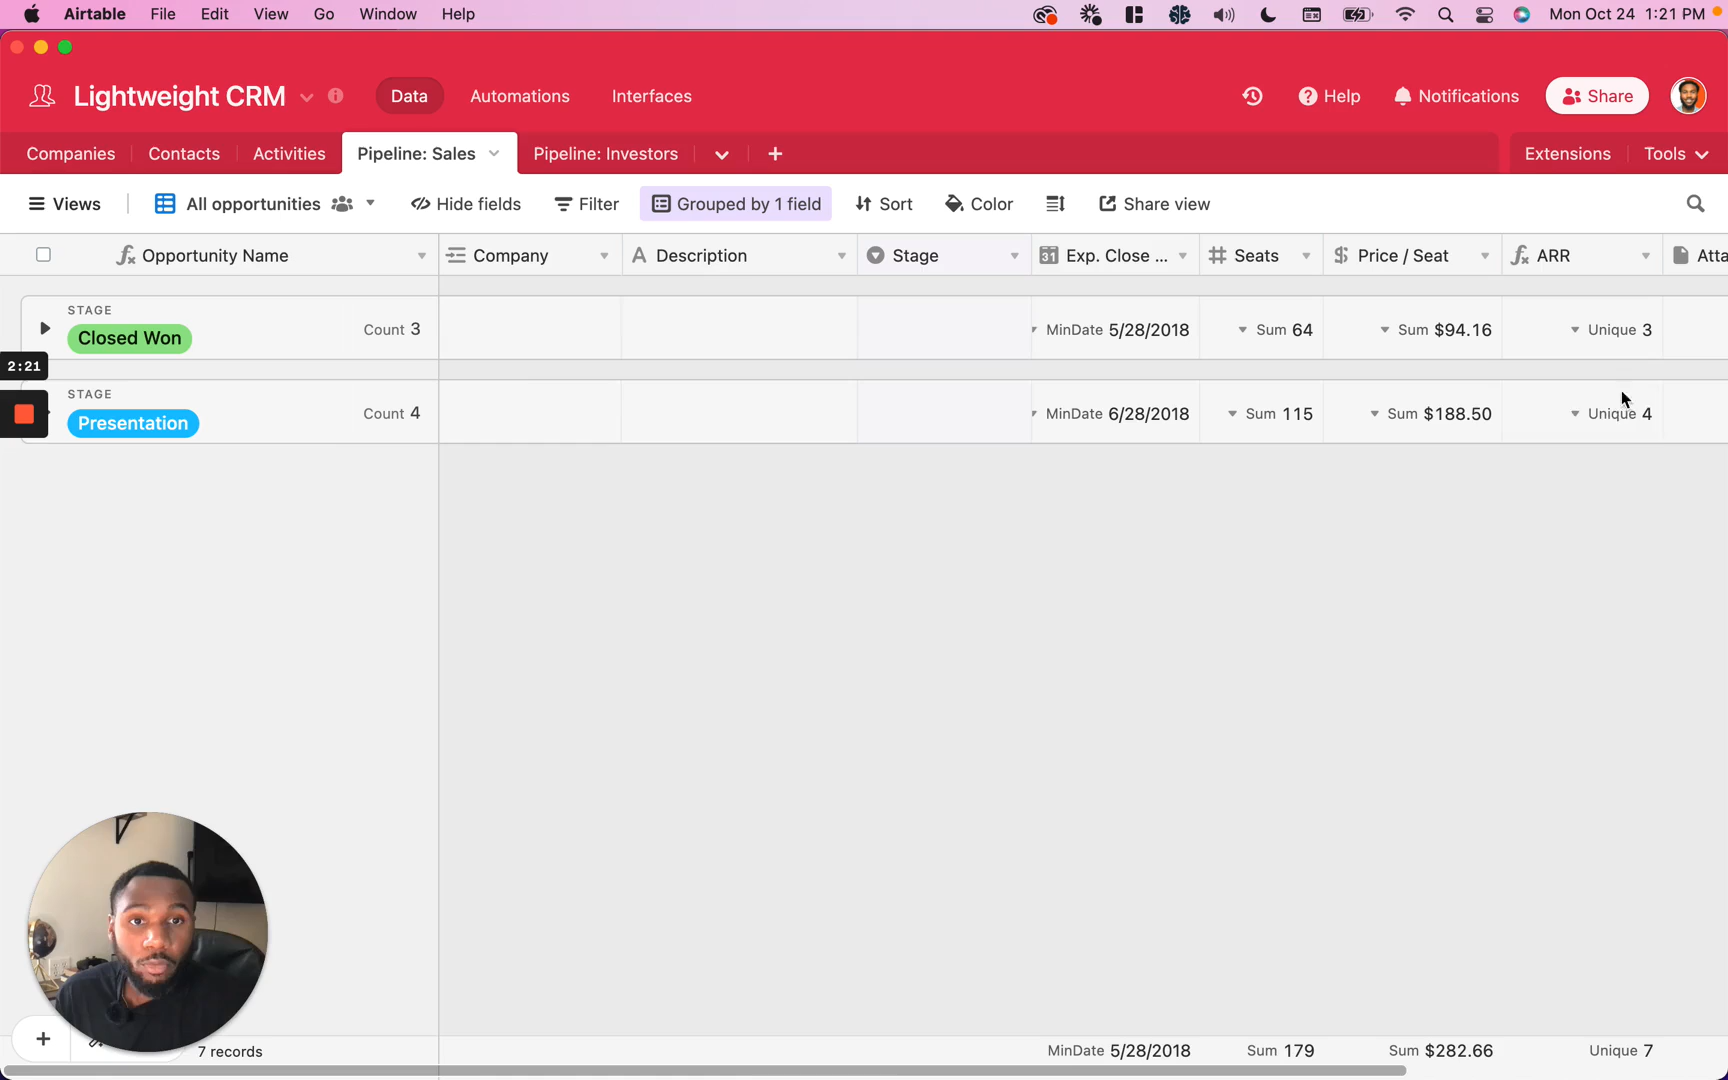 Airtable File Edit View Go Window Help Mon Oct 24 1:21 PM
Lightweight CRM Data Automations Interfaces Help Notifications Share
Companies Contacts Activities Pipeline: Sales Pipeline: Investors Extensions Tools
Views All opportunities Hide fields Filter Grouped by 1 field Sort Color Share view
Opportunity Name Company Description Stage Exp. Close ... Seats Price / Seat ARR Atta
STAGE
Closed Won Count 3 MinDate 5/28/2018 Sum 64 Sum $94.16 Unique 3
2:21
STAGE
Presentation Count 4 MinDate 6/28/2018 Sum 115 Sum $188.50 Unique 4
7 records MinDate 5/28/2018 Sum 179 Sum $282.66 Unique 7